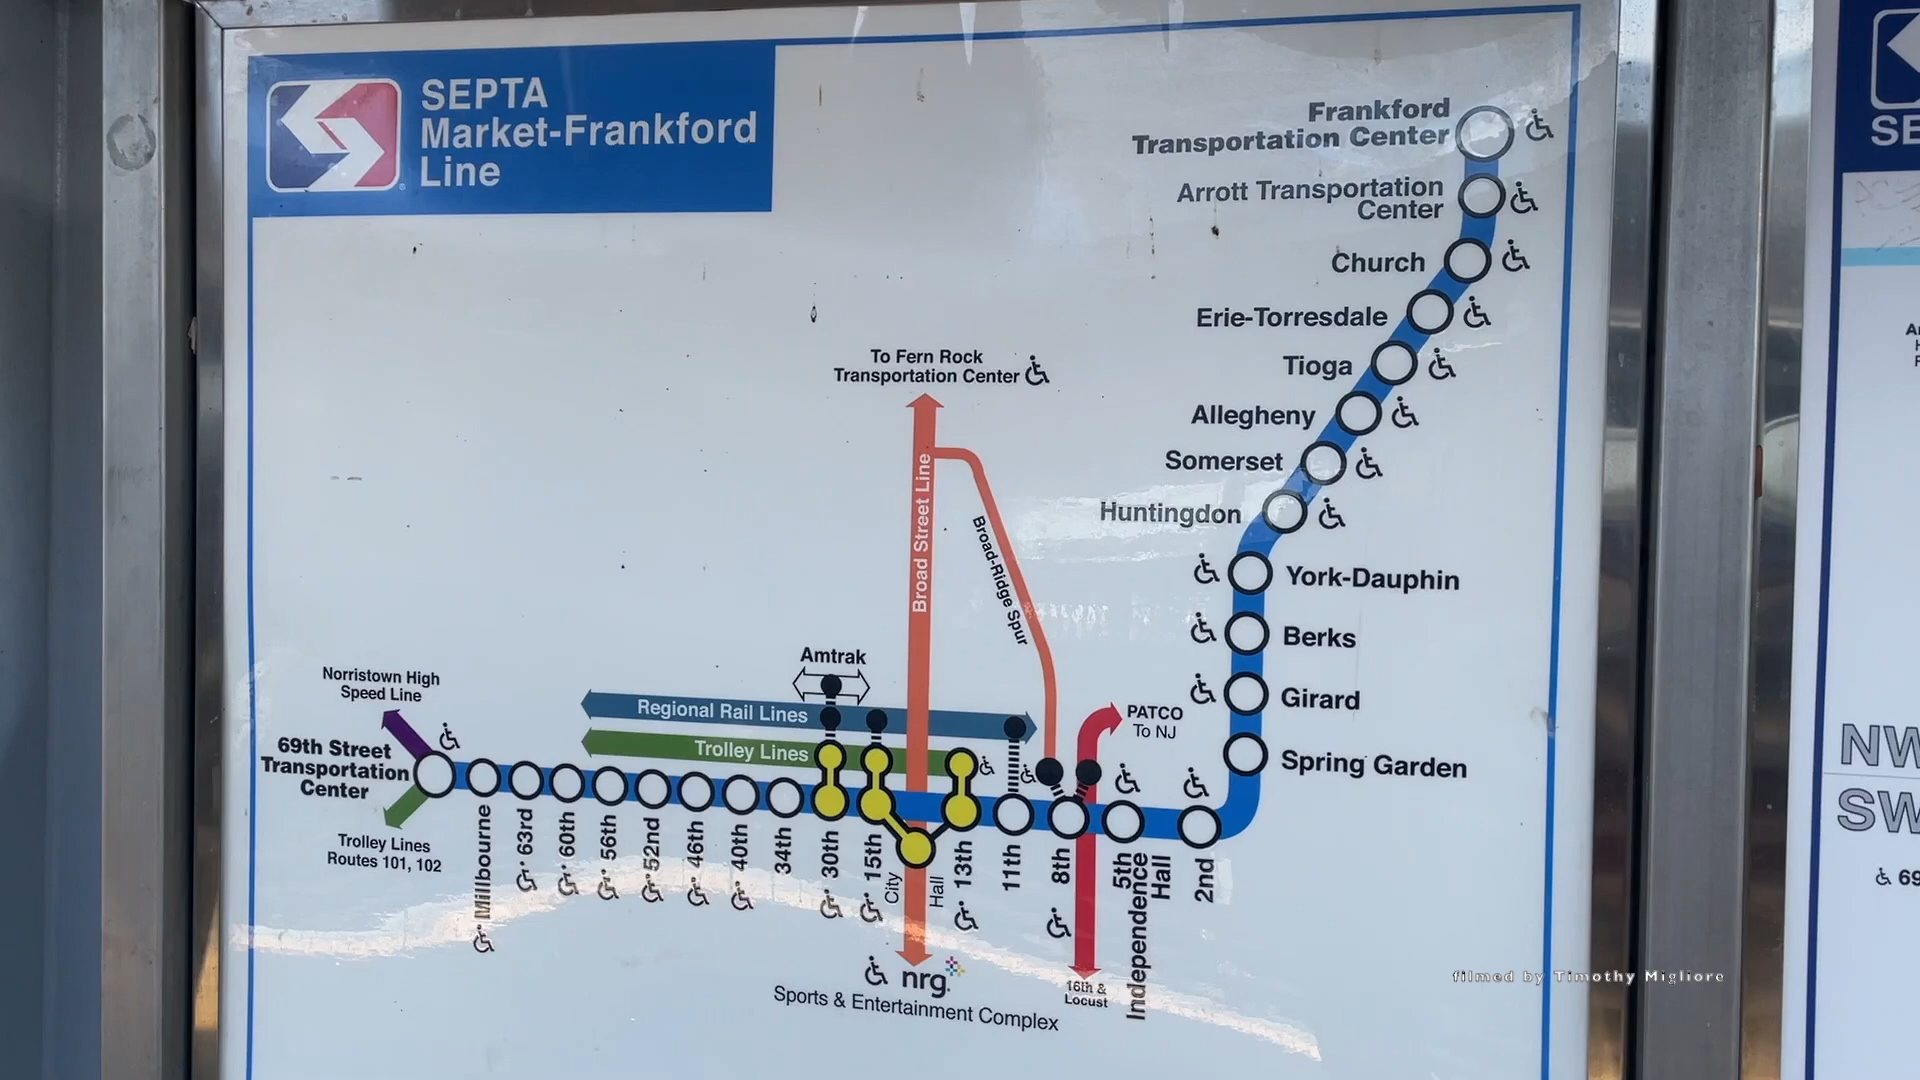 SEPTA
Market-Frankford
Line
Frankford
Transportation Center
Arrott Transportation
Center
Church
Erie-Torresdale
Tioga
Allegheny
Somerset
Huntingdon
York-Dauphin
Berks
Girard
Spring Garden
To Fern Rock
Transportation Center
Broad Street Line
Broad-Ridge Spur
Amtrak
Regional Rail Lines
Trolley Lines
PATCO
To NJ
Norristown High
Speed Line
69th Street
Transportation
Center
Trolley Lines
Routes 101, 102
Millbourne
63rd
60th
56th
52nd
46th
40th
34th
30th
15th
City
Hall
13th
11th
8th
5th
Independence
Hall
2nd
nrg
Sports & Entertainment Complex
16th &
Locust
filmed by Timothy Migliore
SE
NW
SW
69